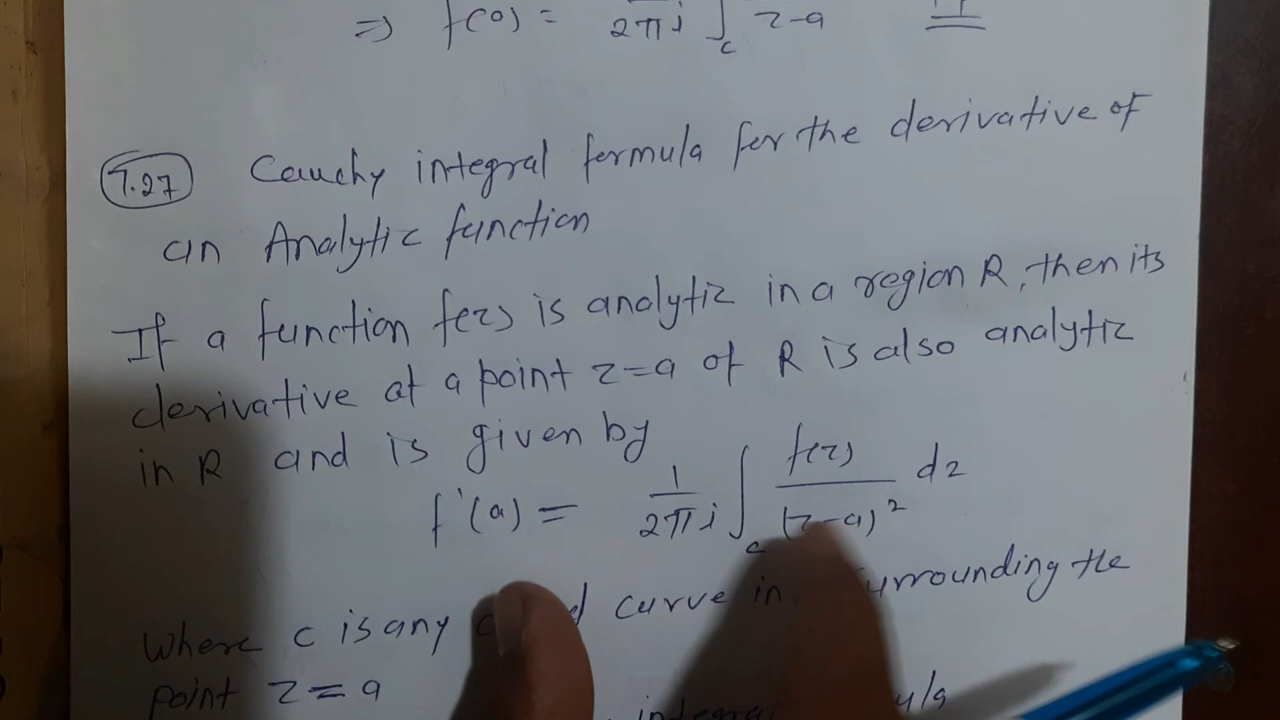 ⇒ f(a) = 2πi ∫c z-a
7.27 Cauchy integral formula for the derivative of
an Analytic function
If a function f(z) is analytic in a region R, then its
derivative at a point z=a of R is also analytic
in R and is given by
f'(a) = 1/2πi ∫c f(z)/(z-a)² dz
Where c is any curve in surrounding the
point z=a